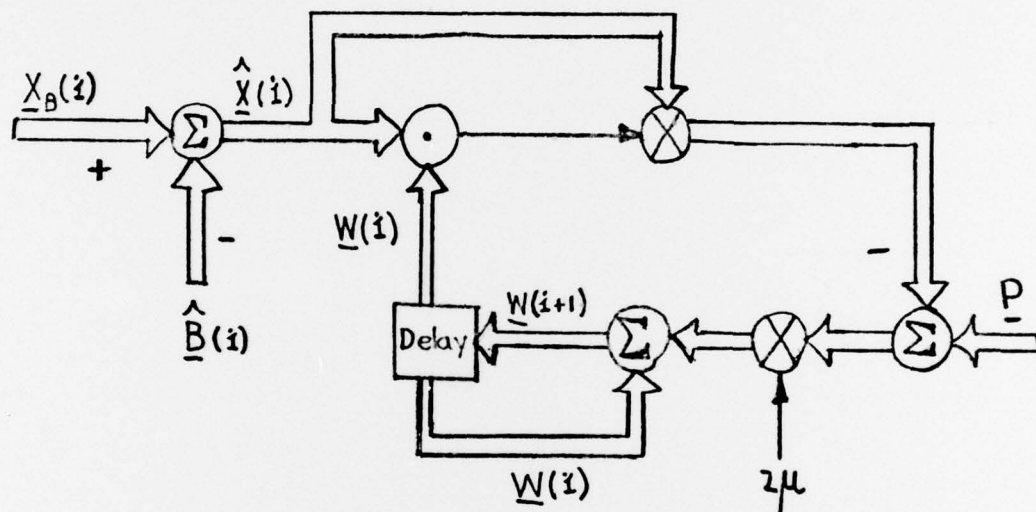 X_B(i)
X̂(i)
Σ
+
-
B̂(i)
W(i)
-
P
Delay
W(i+1)
Σ
Σ
W(i)
2μ